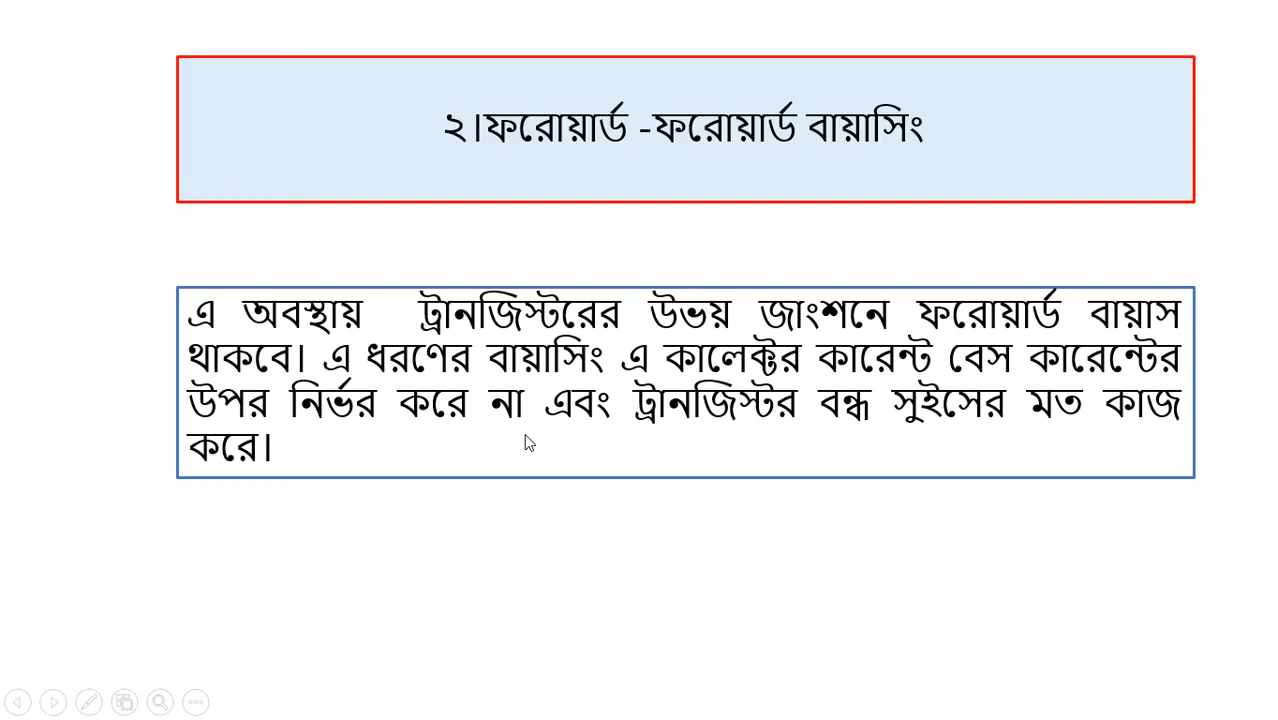 ২।ফরোয়ার্ড -ফরোয়ার্ড বায়াসিং
এ অবস্থায় ট্রানজিস্টরের উভয় জাংশনে ফরোয়ার্ড বায়াস
থাকবে। এ ধরণের বায়াসিং এ কালেক্টর কারেন্ট বেস কারেন্টের
উপর নির্ভর করে না এবং ট্রানজিস্টর বন্ধ সুইসের মত কাজ
করে।